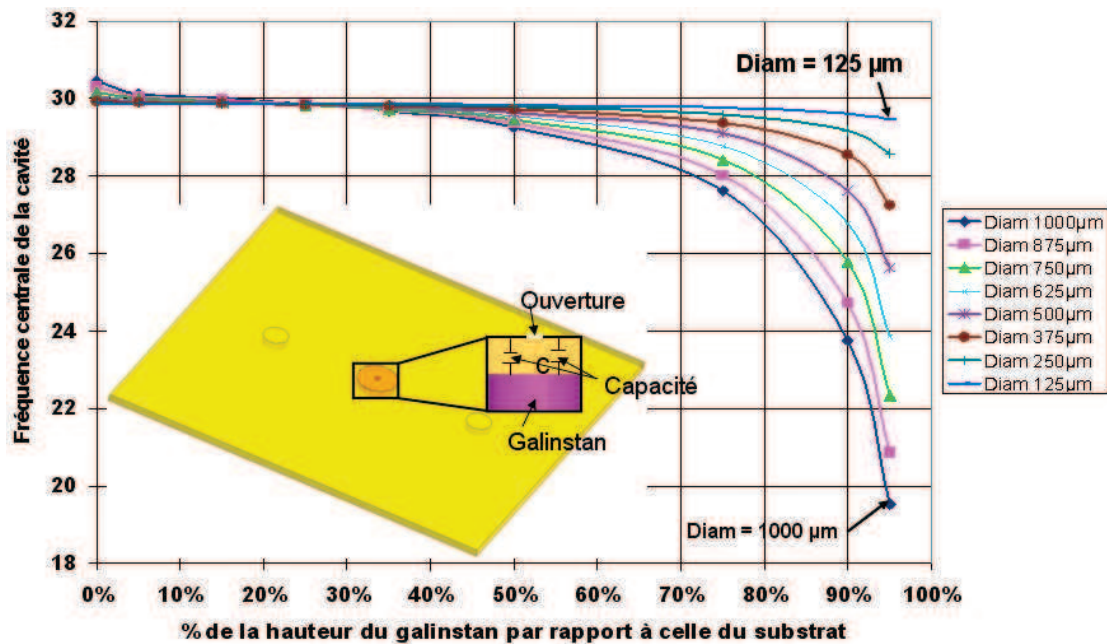 32
30
28
26
24
22
20
18
Fréquence centrale de la cavité
Diam = 125 µm
Ouverture
C
Capacité
Galinstan
Diam = 1000 µm
Diam 1000µm
Diam 875µm
Diam 750µm
Diam 625µm
Diam 500µm
Diam 375µm
Diam 250µm
Diam 125µm
0% 10% 20% 30% 40% 50% 60% 70% 80% 90% 100%
% de la hauteur du galinstan par rapport à celle du substrat